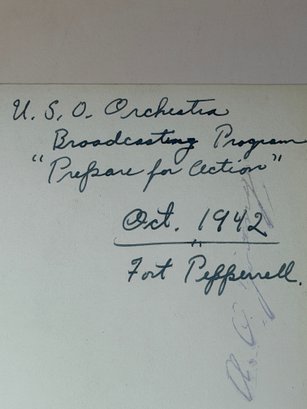 U. S. O. Orchestra
Broadcasting Program
"Prepare for Action"
Oct. 1942
Fort Pepperrell.